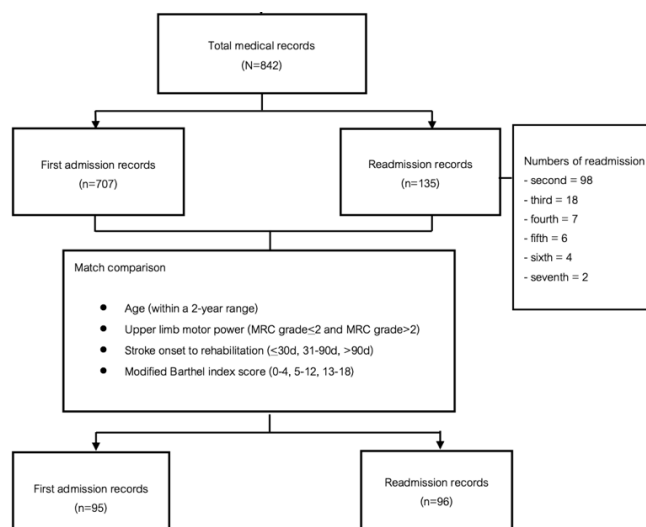 Total medical records
(N=842)
First admission records
(n=707)
Readmission records
(n=135)
Numbers of readmission
- second = 98
- third = 18
- fourth = 7
- fifth = 6
- sixth = 4
- seventh = 2
Match comparison
● Age (within a 2-year range)
● Upper limb motor power (MRC grade≤2 and MRC grade>2)
● Stroke onset to rehabilitation (≤30d, 31-90d, >90d)
● Modified Barthel index score (0-4, 5-12, 13-18)
First admission records
(n=95)
Readmission records
(n=96)